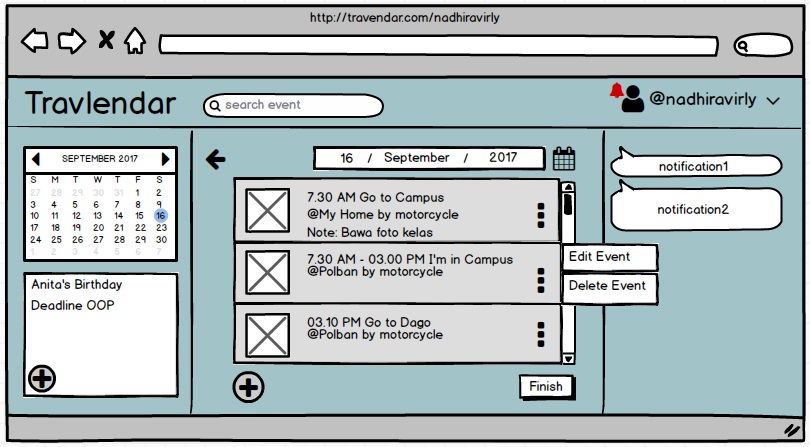 http://travendar.com/nadhiravirly
Travlendar
search event
@nadhiravirly
SEPTEMBER 2017
S M T W T F S
27 28 29 30 31 1 2
3 4 5 6 7 8 9
10 11 12 13 14 15 16
17 18 19 20 21 22 23
24 25 26 27 28 29 30
1 2 3 4 5 6 7
Anita's Birthday
Deadline OOP
16 / September / 2017
7.30 AM Go to Campus
@My Home by motorcycle
Note: Bawa foto kelas
7.30 AM - 03.00 PM I'm in Campus
@Polban by motorcycle
Edit Event
Delete Event
03.10 PM Go to Dago
@Polban by motorcycle
Finish
notification1
notification2